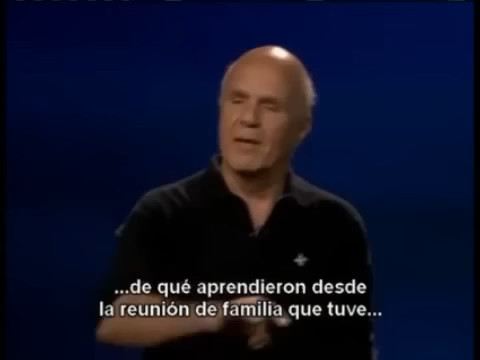 ...de qué aprendieron desde
la reunión de familia que tuve...